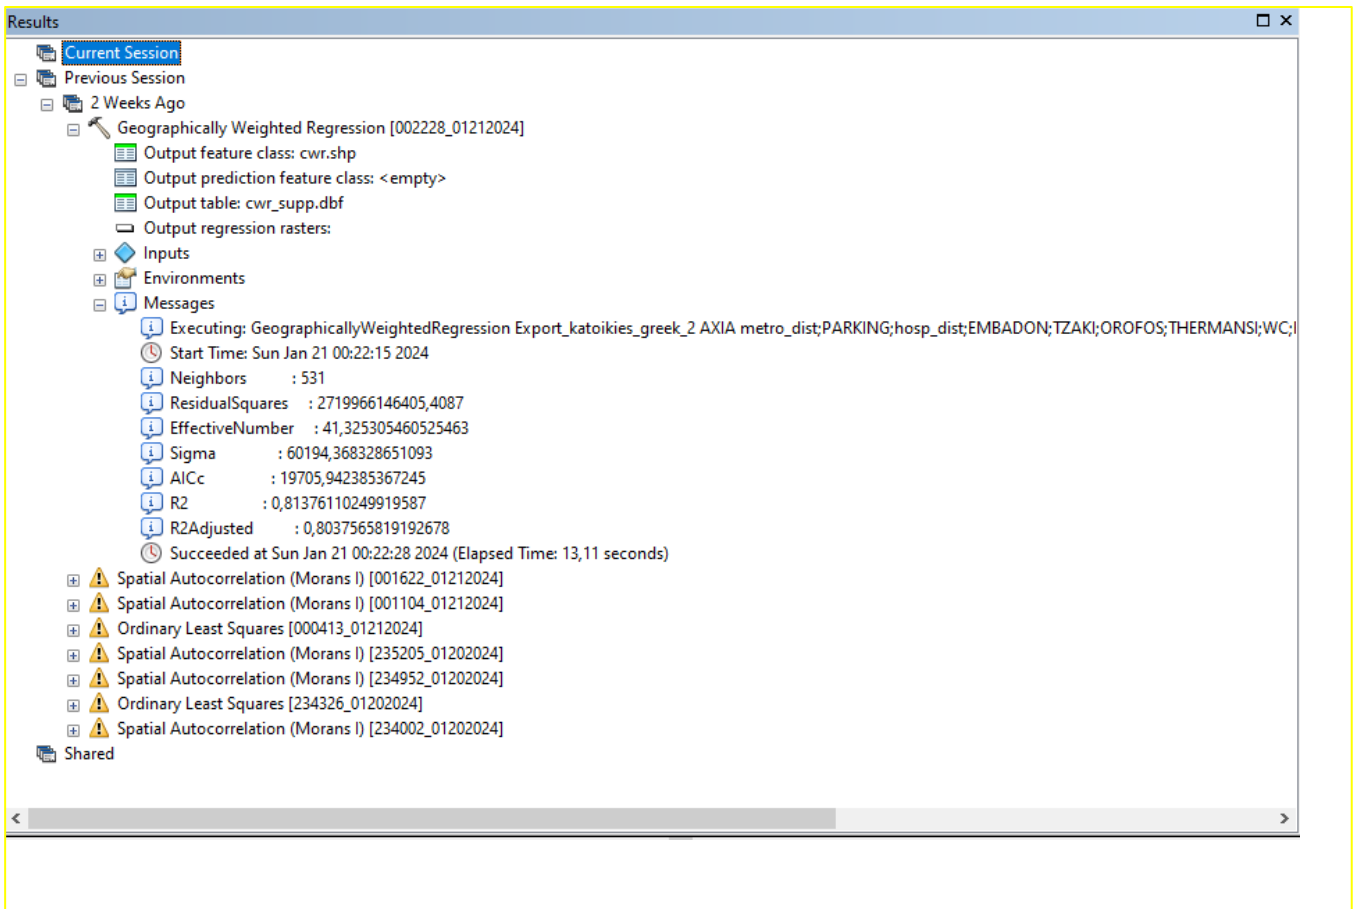 Results
Current Session
Previous Session
2 Weeks Ago
Geographically Weighted Regression [002228_01212024]
Output feature class: cwr.shp
Output prediction feature class: <empty>
Output table: cwr_supp.dbf
Output regression rasters:
Inputs
Environments
Messages
Executing: GeographicallyWeightedRegression Export_katoikies_greek_2 AXIA metro_dist;PARKING;hosp_dist;EMBADON;TZAKI;OROFOS;THERMANSI;WC;
Start Time: Sun Jan 21 00:22:15 2024
Neighbors : 531
ResidualSquares : 2719966146405,4087
EffectiveNumber : 41,325305460525463
Sigma : 60194,368328651093
AICc : 19705,942385367245
R2 : 0,81376110249919587
R2Adjusted : 0,8037565819192678
Succeeded at Sun Jan 21 00:22:28 2024 (Elapsed Time: 13,11 seconds)
Spatial Autocorrelation (Morans I) [001622_01212024]
Spatial Autocorrelation (Morans I) [001104_01212024]
Ordinary Least Squares [000413_01212024]
Spatial Autocorrelation (Morans I) [235205_01202024]
Spatial Autocorrelation (Morans I) [234952_01202024]
Ordinary Least Squares [234326_01202024]
Spatial Autocorrelation (Morans I) [234002_01202024]
Shared